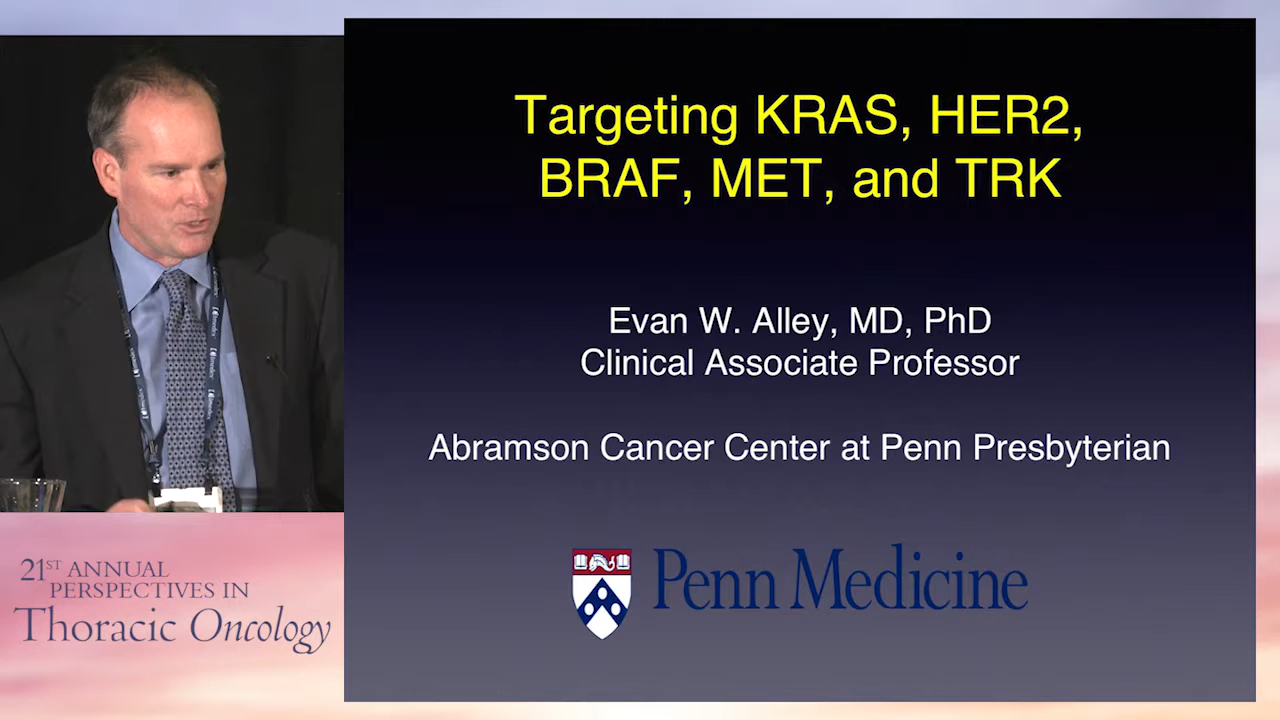 Targeting KRAS, HER2,
BRAF, MET, and TRK
Evan W. Alley, MD, PhD
Clinical Associate Professor
Abramson Cancer Center at Penn Presbyterian
Penn Medicine
21ST ANNUAL
PERSPECTIVES IN
Thoracic Oncology